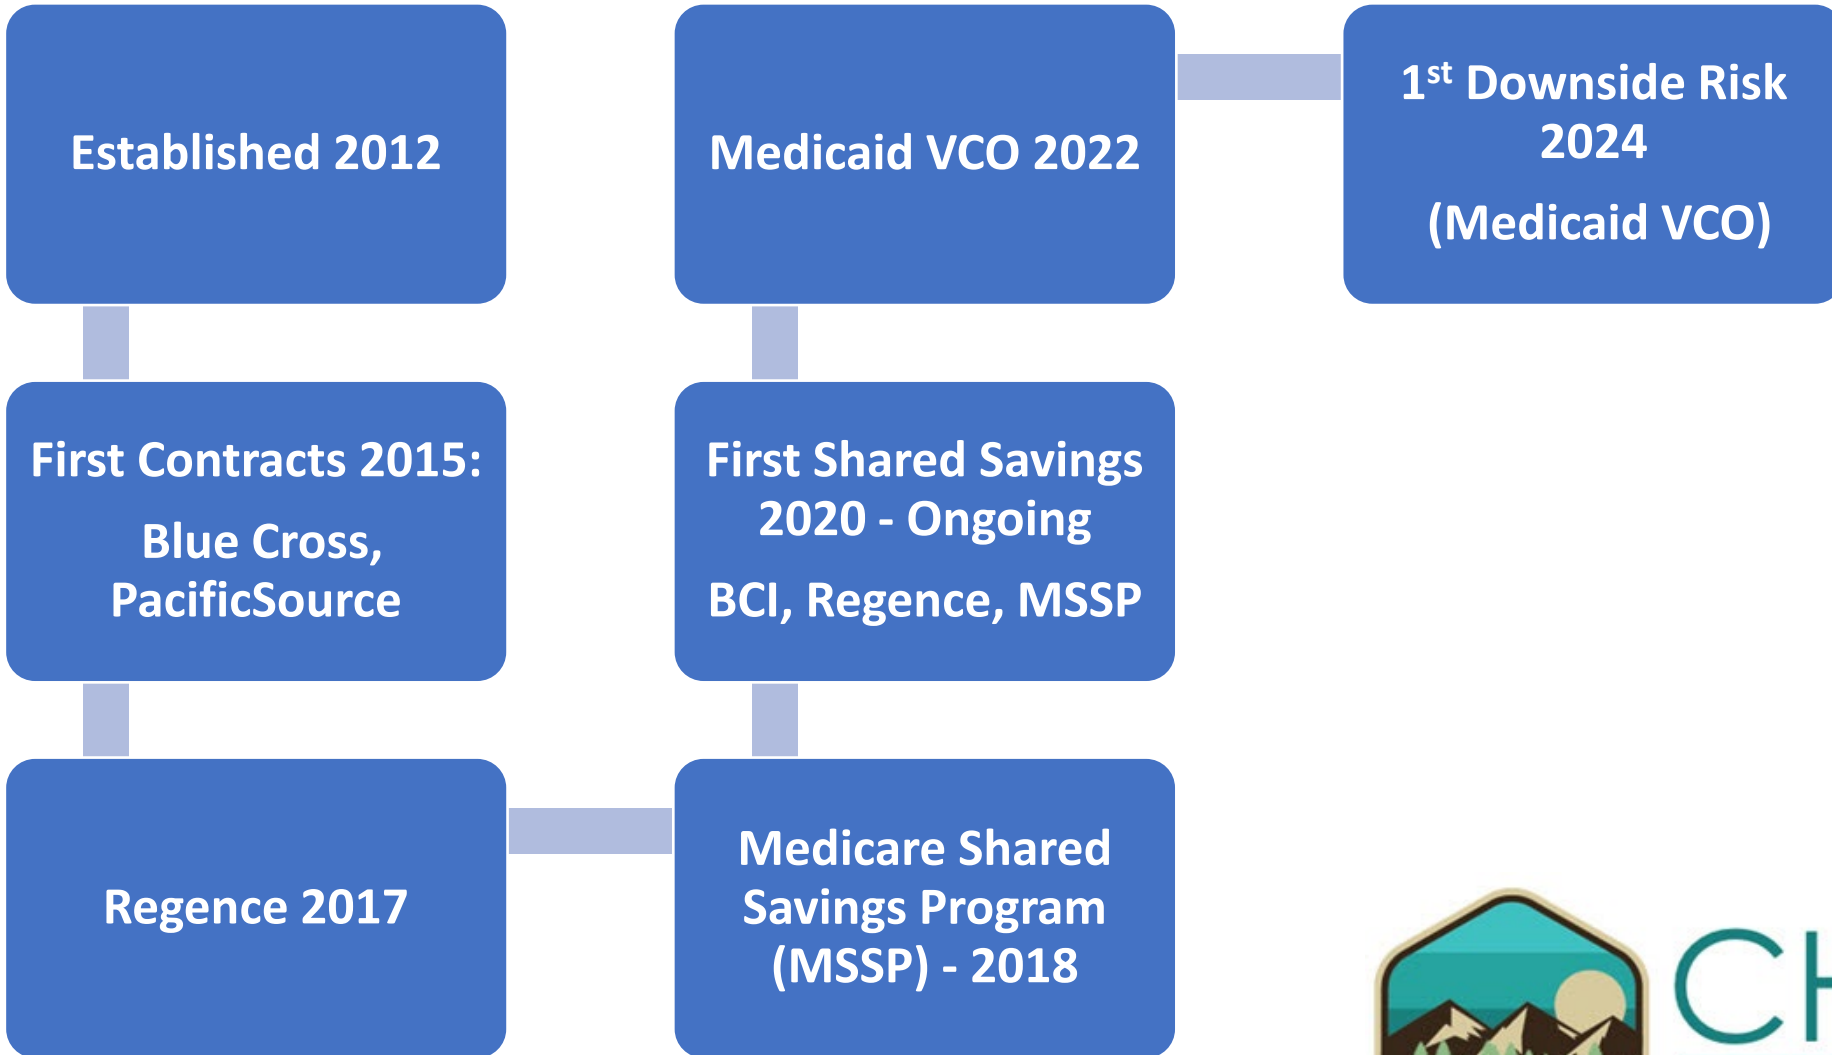 Established 2012
First Contracts 2015:
Blue Cross,
PacificSource
Regence 2017
Medicare Shared
Savings Program
(MSSP) - 2018
First Shared Savings
2020 - Ongoing
BCI, Regence, MSSP
Medicaid VCO 2022
1st Downside Risk
2024
(Medicaid VCO)
CH